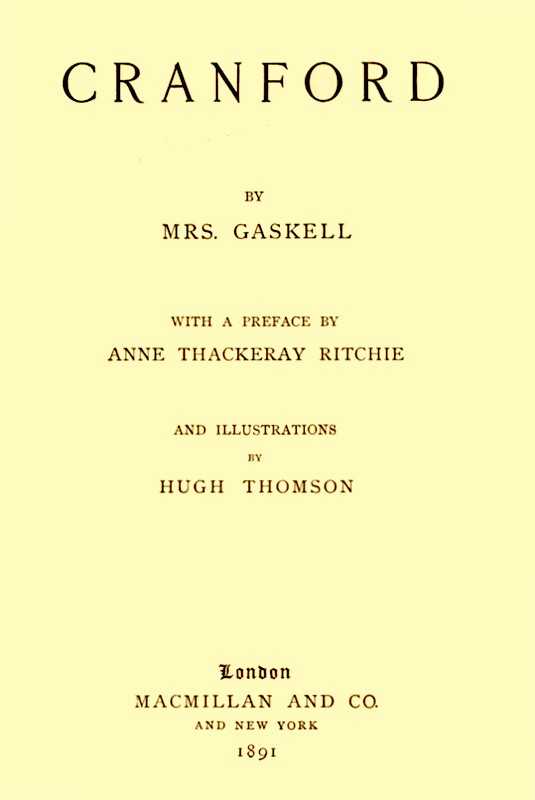 CRANFORD
BY
MRS. GASKELL
WITH A PREFACE BY
ANNE THACKERAY RITCHIE
AND ILLUSTRATIONS
BY
HUGH THOMSON
London
MACMILLAN AND CO.
AND NEW YORK
1891